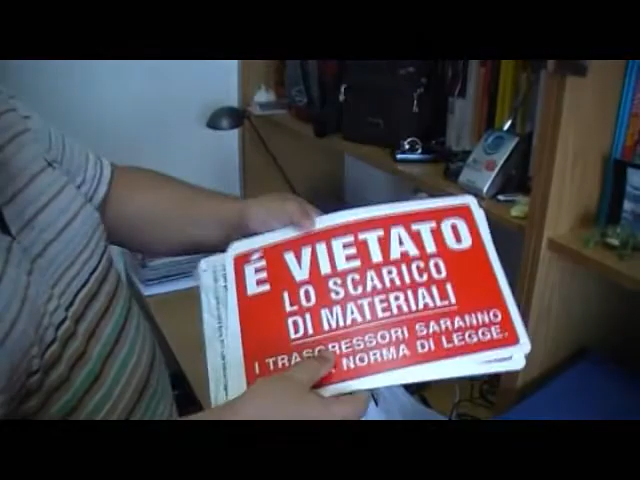 É VIETATO
LO SCARICO
DI MATERIALI
I TRASGRESSORI SARANNO
NORMA DI LEGGE.